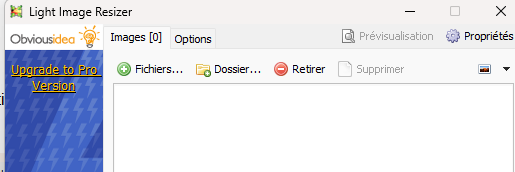 Light Image Resizer
Obviousidea
Images [0]
Options
Prévisualisation
Propriétés
Upgrade to Pro
Version
Fichiers...
Dossier...
Retirer
Supprimer